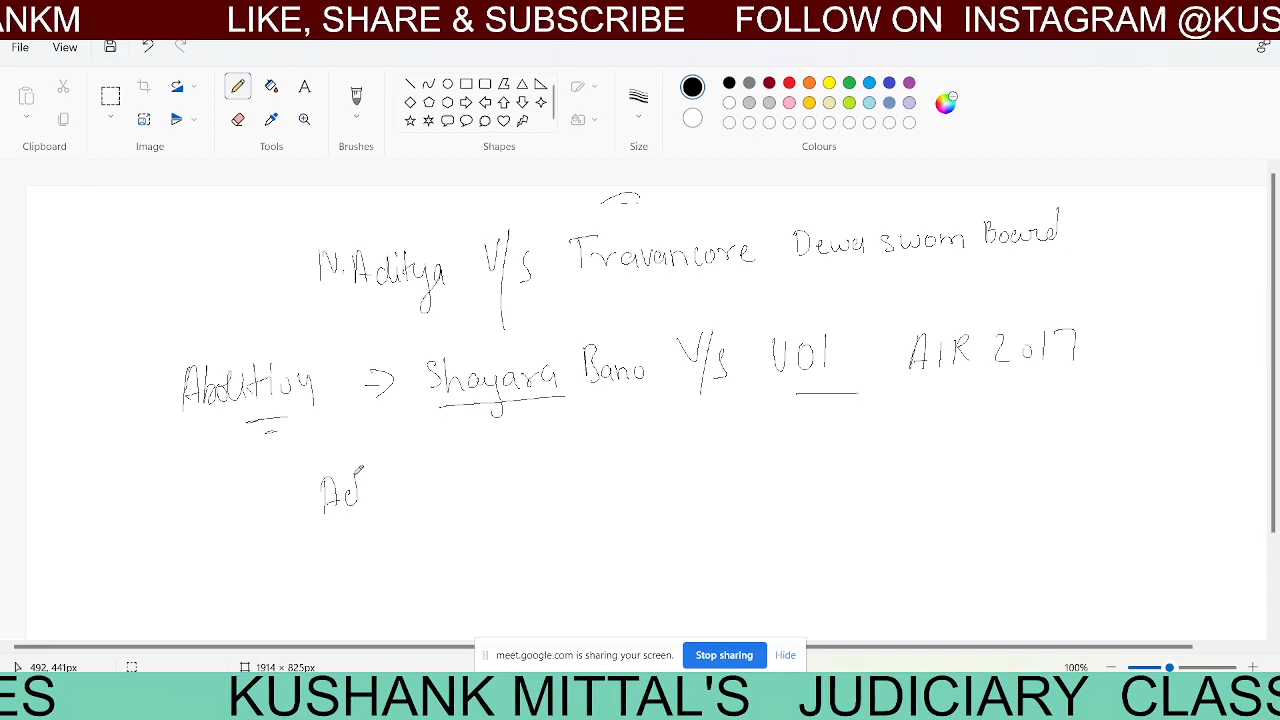 ANKM LIKE, SHARE & SUBSCRIBE FOLLOW ON INSTAGRAM @KUS
File View
Clipboard Image Tools Brushes Shapes Size Colours
N. Aditya V/s Travancore Dewaswom Board
Abolition → Shayara Bano V/s UOI AIR 2017
Ad
meet.google.com is sharing your screen. Stop sharing Hide
412, 441px 1914 × 825px 100%
ES KUSHANK MITTAL'S JUDICIARY CLASS